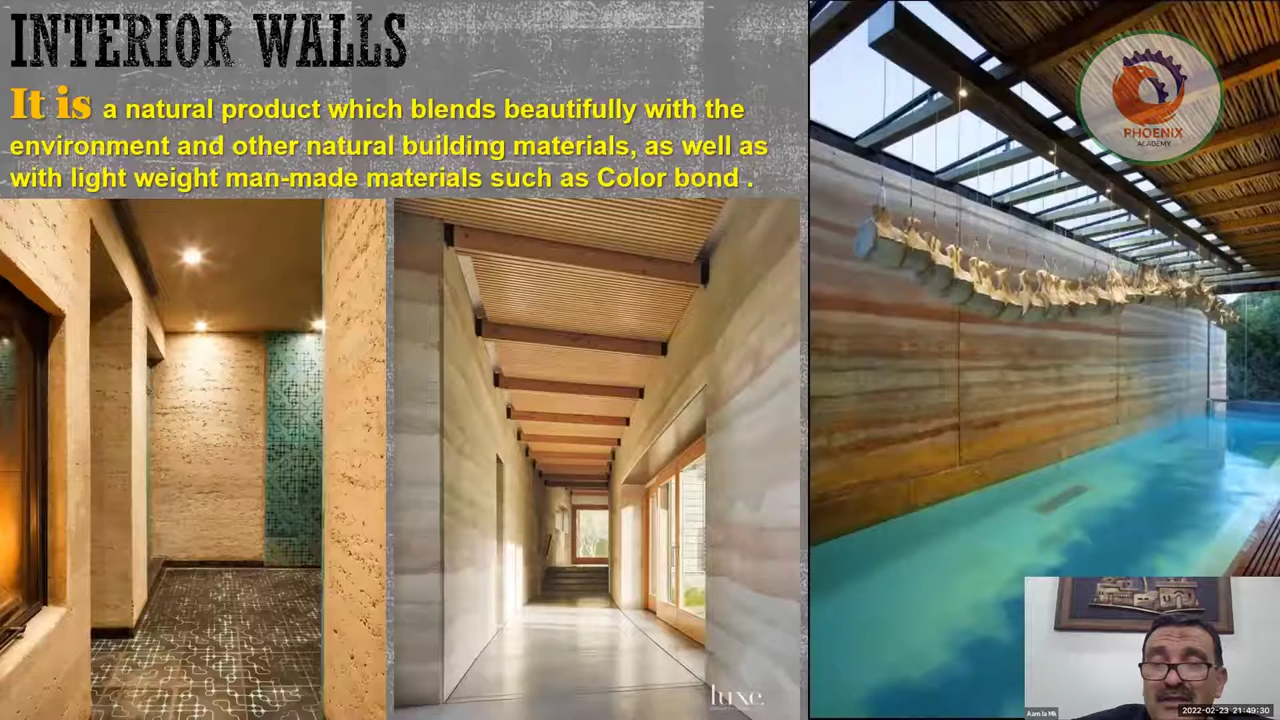 INTERIOR WALLS
It is a natural product which blends beautifully with the
environment and other natural building materials, as well as
with light weight man-made materials such as Color bond .
PHOENIX
ACADEMY
luxe.
2022-02-23 21:49:30